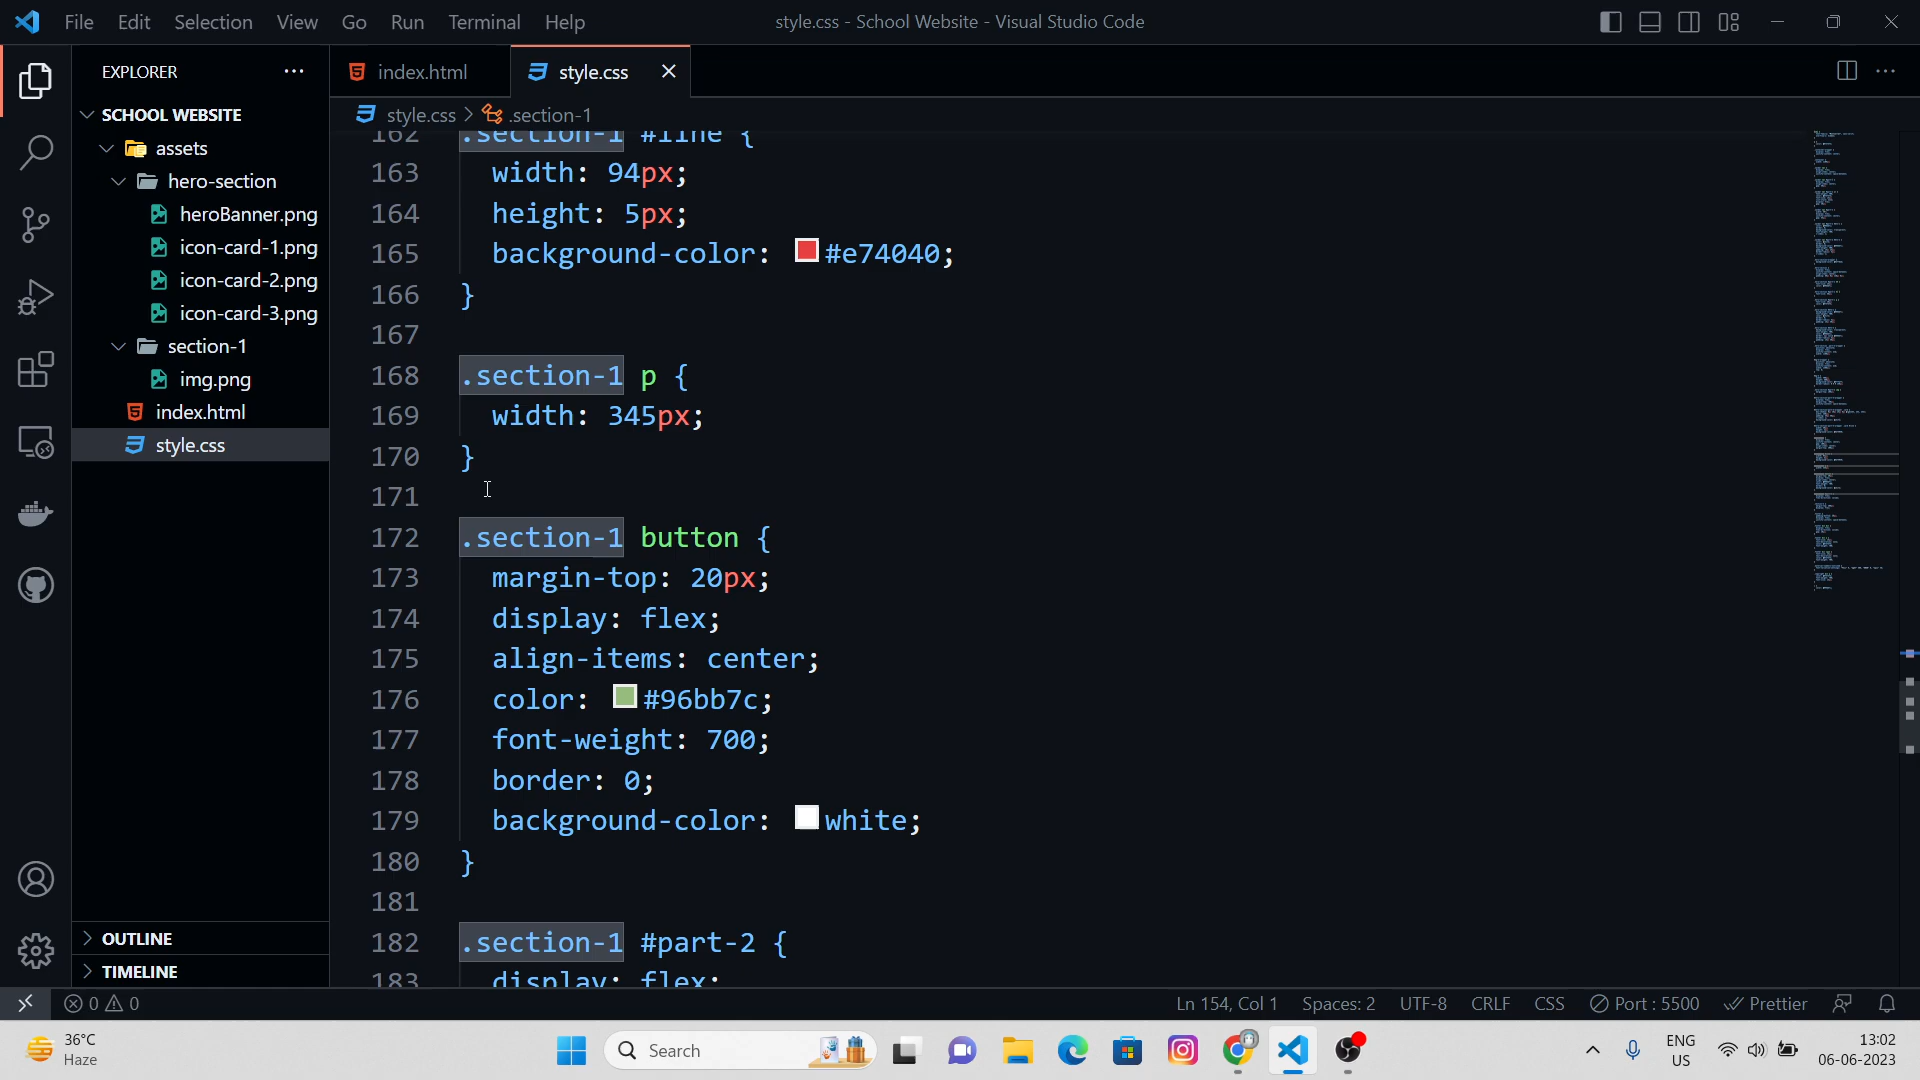 File Edit Selection View Go Run Terminal Help
style.css - School Website - Visual Studio Code
EXPLORER
SCHOOL WEBSITE
assets
hero-section
heroBanner.png
icon-card-1.png
icon-card-2.png
icon-card-3.png
section-1
img.png
index.html
style.css
OUTLINE
TIMELINE
index.html
style.css
style.css > .section-1
162 .section-1 #line {
163 width: 94px;
164 height: 5px;
165 background-color: #e74040;
166 }
167
168 .section-1 p {
169 width: 345px;
170 }
171
172 .section-1 button {
173 margin-top: 20px;
174 display: flex;
175 align-items: center;
176 color: #96bb7c;
177 font-weight: 700;
178 border: 0;
179 background-color: white;
180 }
181
182 .section-1 #part-2 {
183 display: flex;
0 0
Ln 154, Col 1 Spaces: 2 UTF-8 CRLF CSS Port : 5500 Prettier
36°C
Haze
Search
ENG
US
13:02
06-06-2023